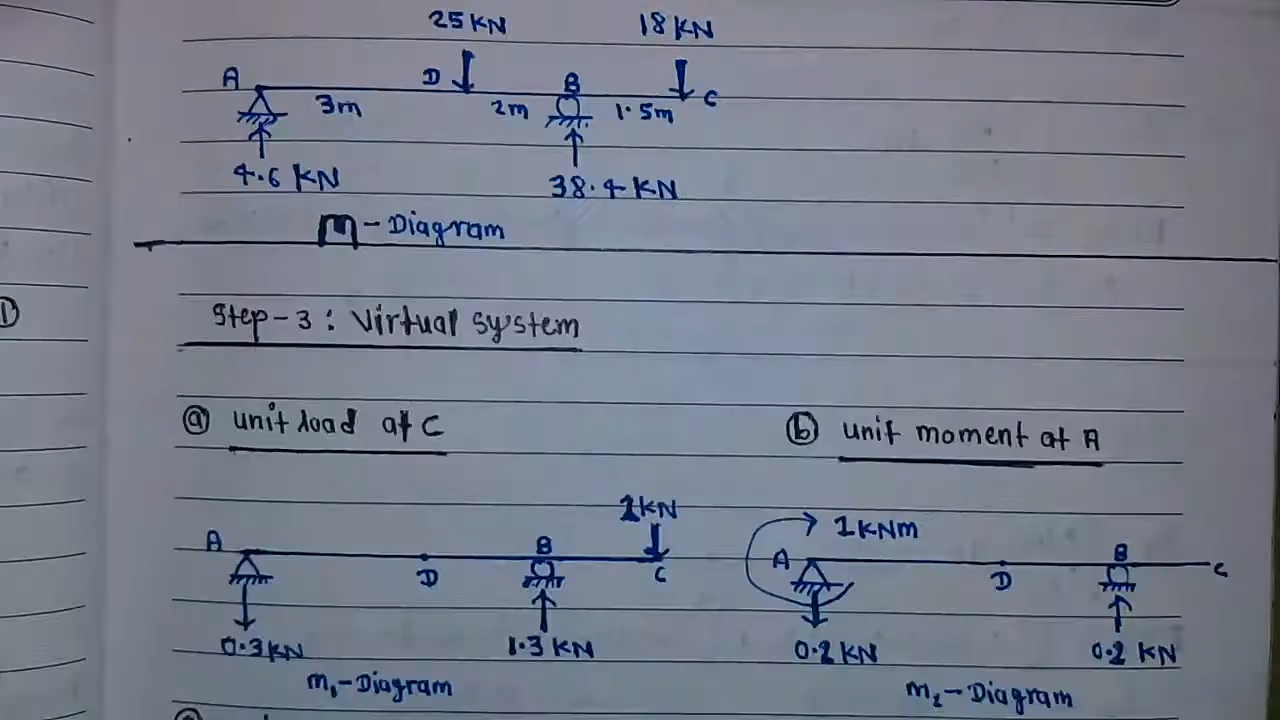 25 KN 18 KN
A D B C
3m 2m 1.5m
4.6 KN 38.4 KN
M-Diagram
1
Step-3: Virtual system
a unit load at C b unit moment at A
1KN 1KNm
A D B C A D B C
0.3KN 1.3 KN 0.2 KN 0.2 KN
m₁-Diagram m₂-Diagram